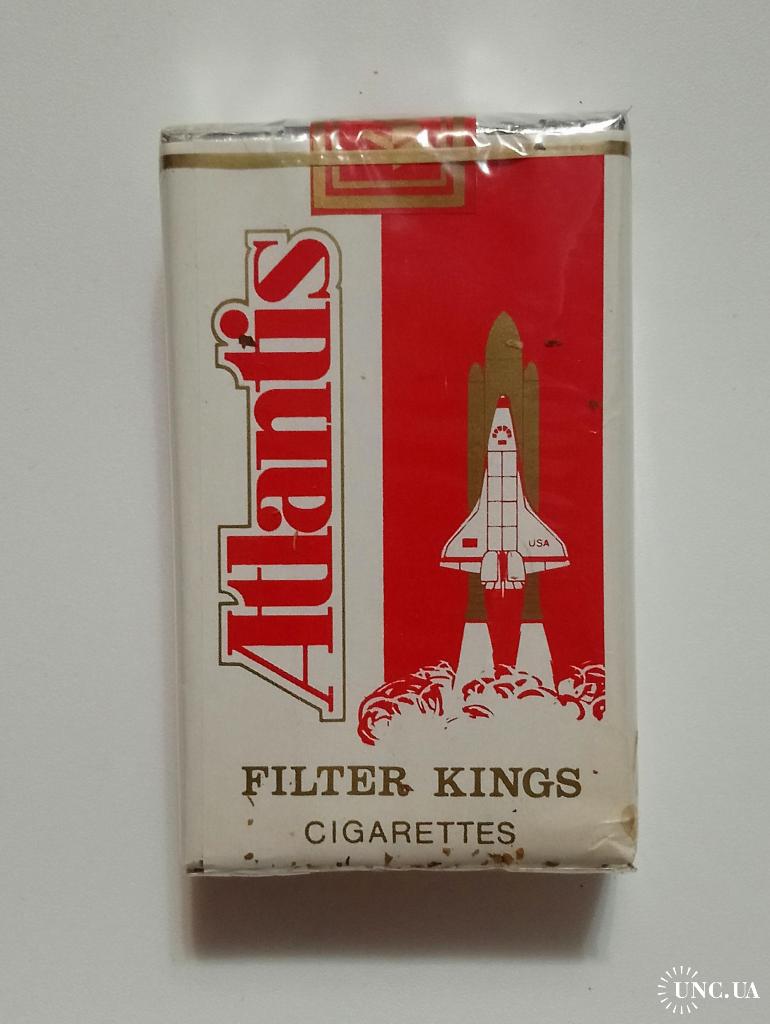 Atlantis
USA
FILTER KINGS
CIGARETTES
UNC.UA